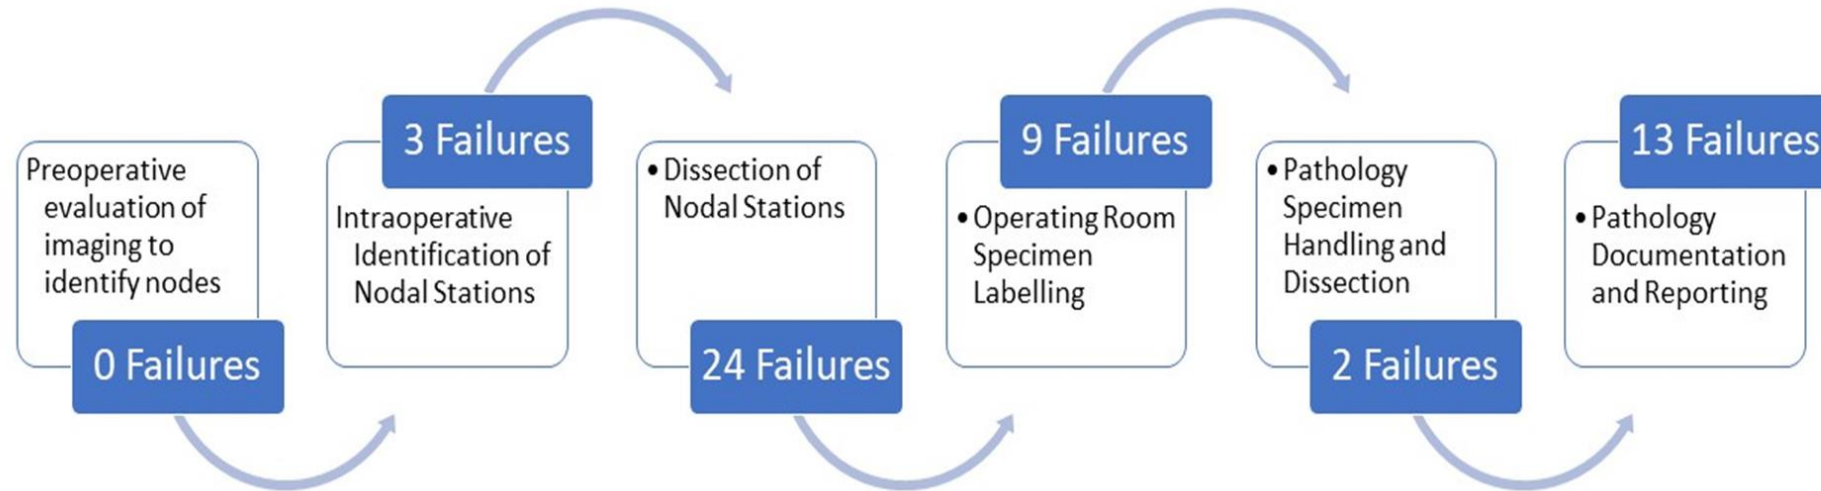 Preoperative
evaluation of
imaging to
identify nodes
0 Failures
3 Failures
Intraoperative
Identification of
Nodal Stations
• Dissection of
Nodal Stations
24 Failures
9 Failures
• Operating Room
Specimen
Labelling
• Pathology
Specimen
Handling and
Dissection
2 Failures
13 Failures
• Pathology
Documentation
and Reporting